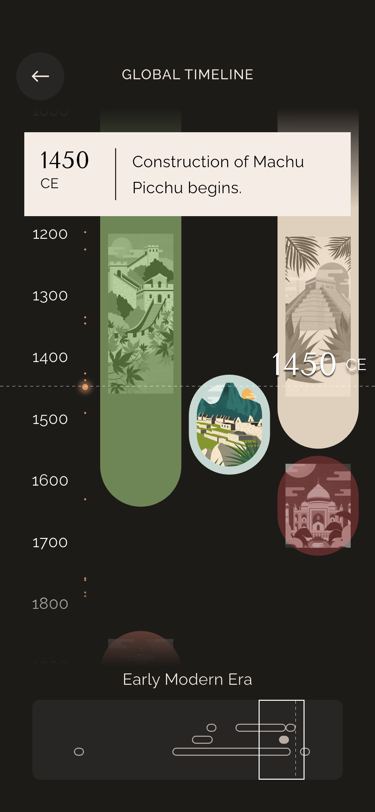 GLOBAL TIMELINE
1450
CE
Construction of Machu
Picchu begins.
1200
1300
1400
1450 CE
1500
1600
1700
1800
Early Modern Era